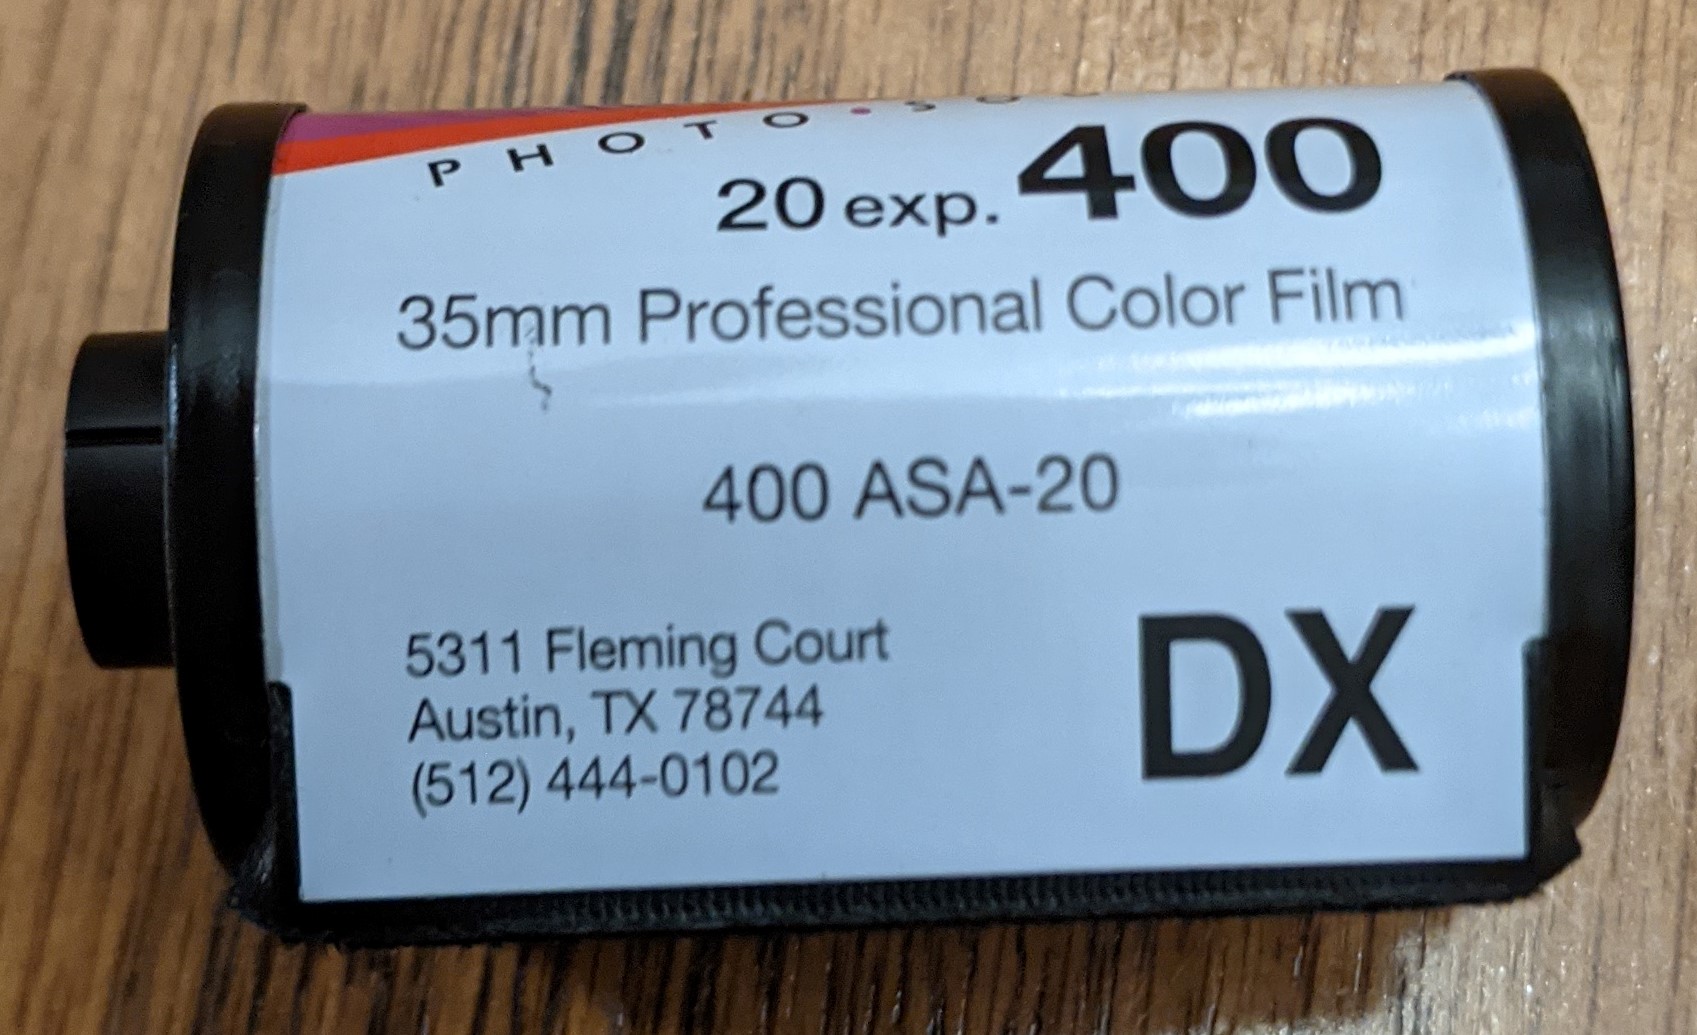 PHOTO
20 exp. 400
35mm Professional Color Film
400 ASA-20
5311 Fleming Court
Austin, TX 78744
(512) 444-0102
DX